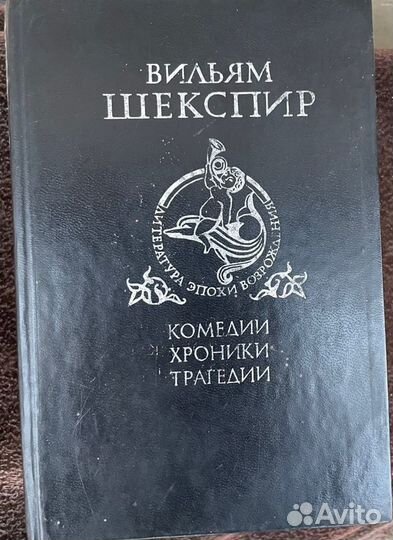 ВИЛЬЯМ
ШЕКСПИР
ЛИТЕРАТУРА ЭПОХИ ВОЗРОЖДЕНИЯ
КОМЕДИИ
ХРОНИКИ
ТРАГЕДИИ
Avito